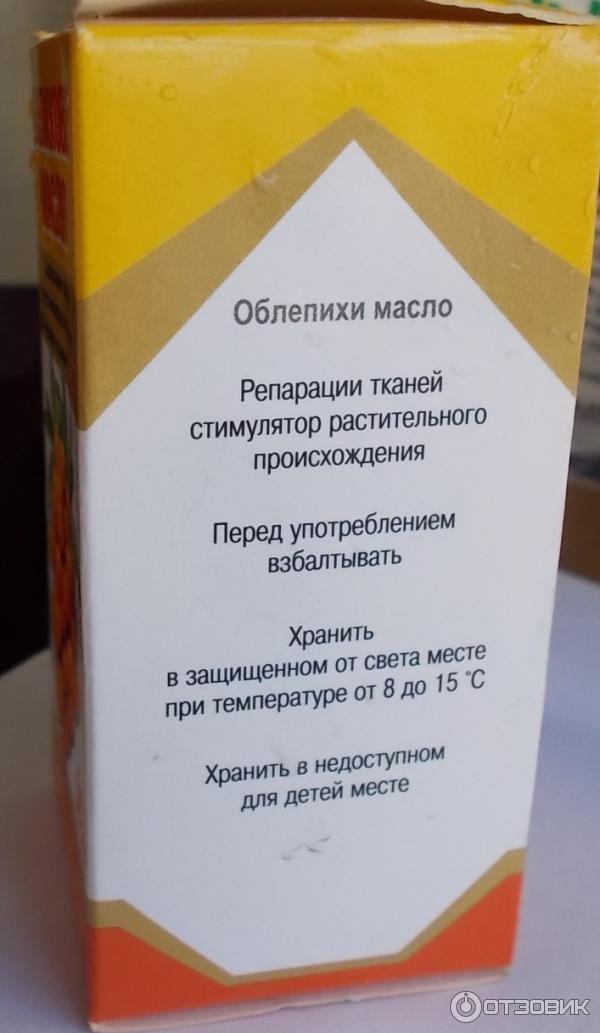 Облепихи масло
Репарации тканей
стимулятор растительного
происхождения
Перед употреблением
взбалтывать
Хранить
в защищенном от света месте
при температуре от 8 до 15 °C
Хранить в недоступном
для детей месте
ОТЗОВИК